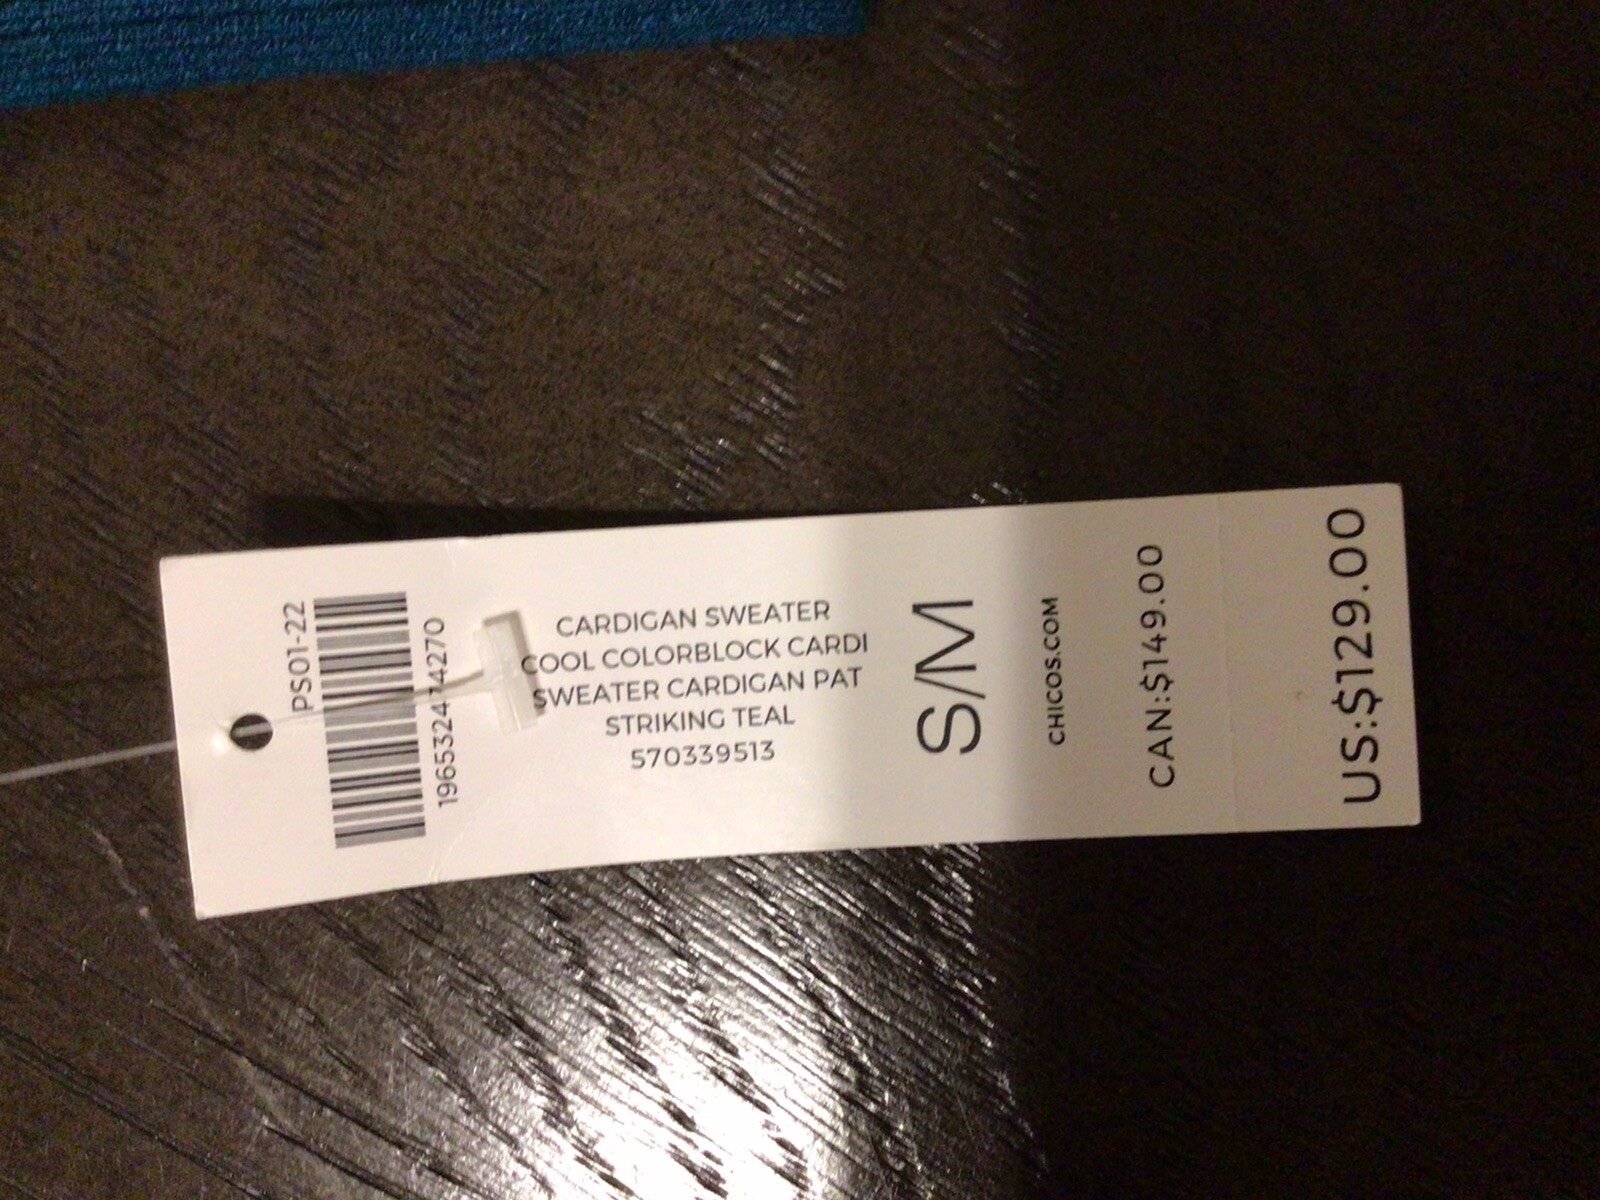 PS01-22
196532474270
CARDIGAN SWEATER
COOL COLORBLOCK CARDI
SWEATER CARDIGAN PAT
STRIKING TEAL
570339513
S/M
CHICOS.COM
CAN:$149.00
US:$129.00